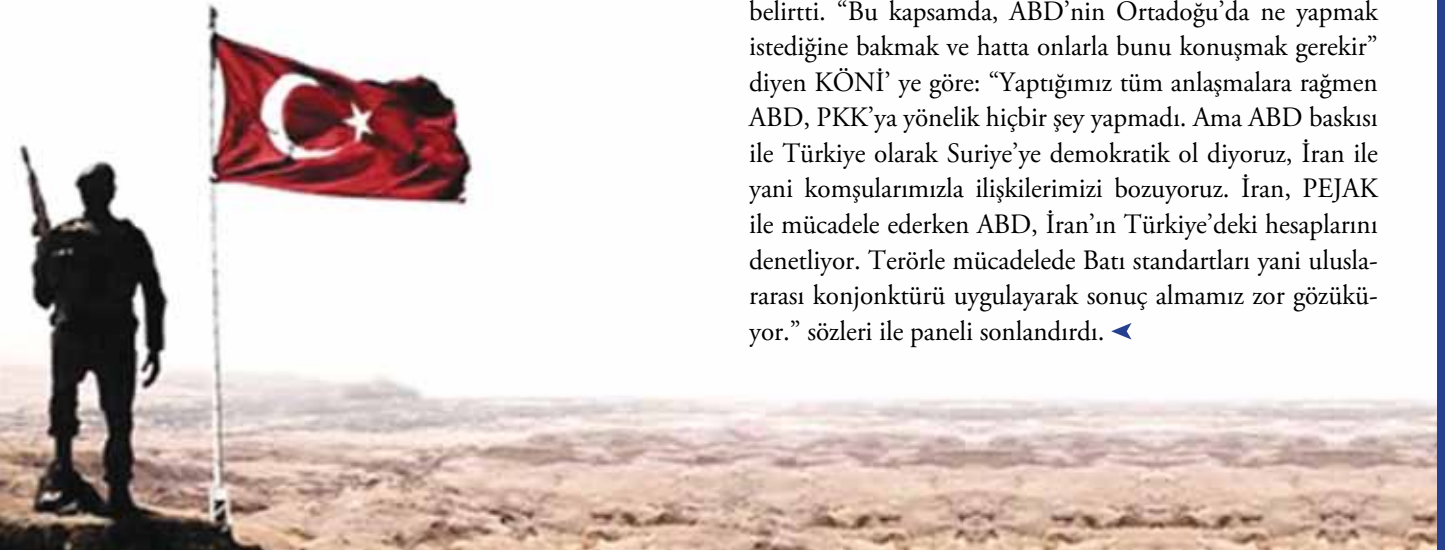 belirtti. “Bu kapsamda, ABD’nin Ortadoğu’da ne yapmak
istediğine bakmak ve hatta onlarla bunu konuşmak gerekir”
diyen KÖNİ’ ye göre: “Yaptığımız tüm anlaşmalara rağmen
ABD, PKK’ya yönelik hiçbir şey yapmadı. Ama ABD baskısı
ile Türkiye olarak Suriye’ye demokratik ol diyoruz, İran ile
yani komşularımızla ilişkilerimizi bozuyoruz. İran, PEJAK
ile mücadele ederken ABD, İran’ın Türkiye’deki hesaplarını
denetliyor. Terörle mücadelede Batı standartları yani ulusla-
rarası konjonktürü uygulayarak sonuç almamız zor gözükü-
yor.” sözleri ile paneli sonlandırdı.